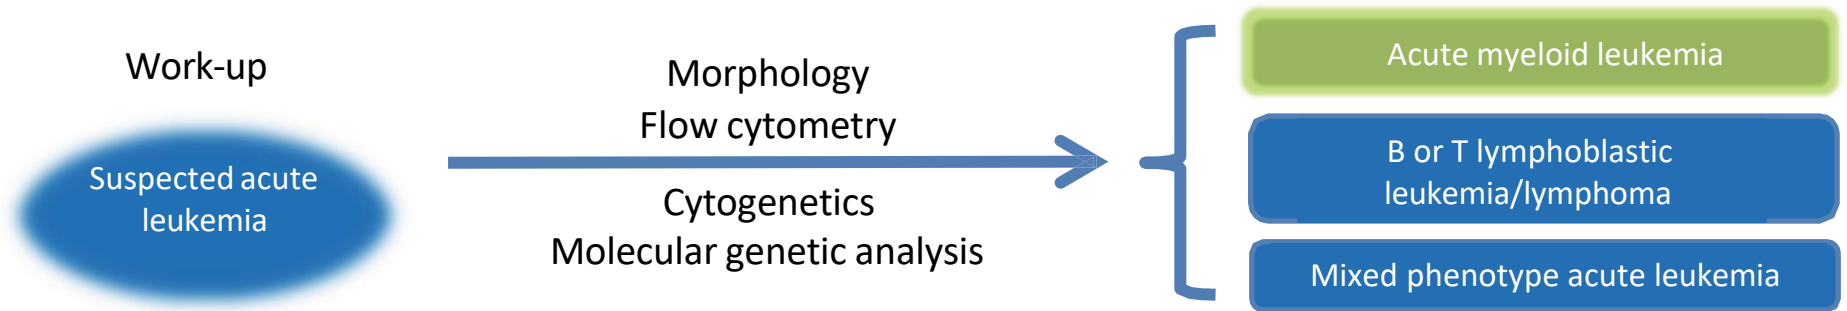 Work-up
Suspected acute
leukemia
Morphology
Flow cytometry
Cytogenetics
Molecular genetic analysis
Acute myeloid leukemia
B or T lymphoblastic
leukemia/lymphoma
Mixed phenotype acute leukemia